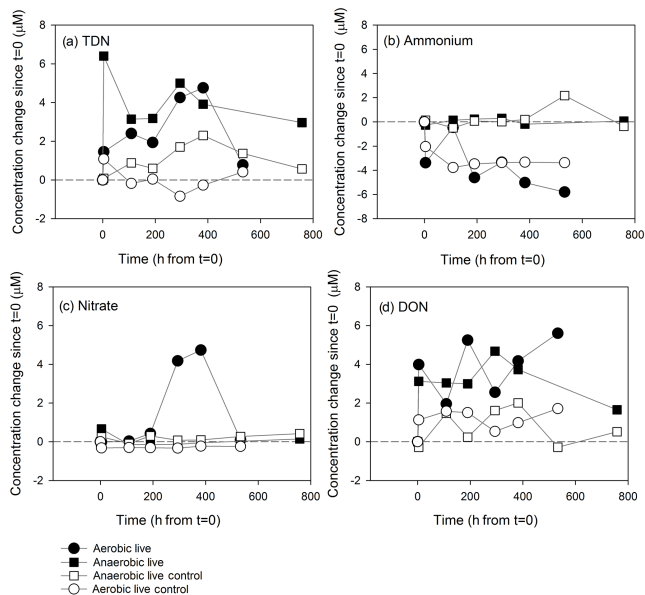 (a) TDN
Concentration change since t=0 (μM)
8
6
4
2
0
-2
0
200
400
600
800
Time (h from t=0)
(b) Ammonium
Concentration change since t=0 (μM)
8
6
4
2
0
-2
-4
-6
-8
0
200
400
600
800
Time (h from t=0)
(c) Nitrate
Concentration change since t=0 (μM)
8
6
4
2
0
-2
0
200
400
600
800
Time (h from t=0)
(d) DON
Concentration change since t=0 (μM)
8
6
4
2
0
-2
0
200
400
600
800
Time (h from t=0)
Aerobic live
Anaerobic live
Anaerobic live control
Aerobic live control